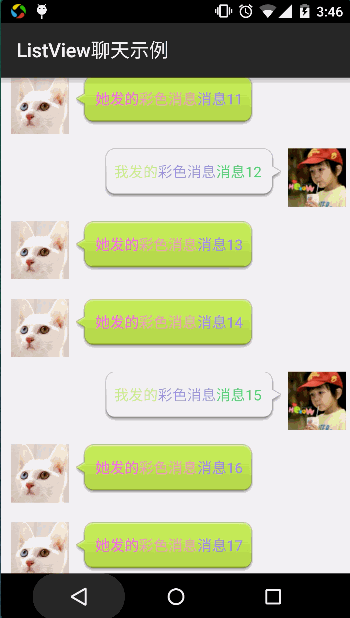 3:46
ListView聊天示例
她发的彩色消息消息11
我发的彩色消息消息12
她发的彩色消息消息13
她发的彩色消息消息14
我发的彩色消息消息15
她发的彩色消息消息16
她发的彩色消息消息17